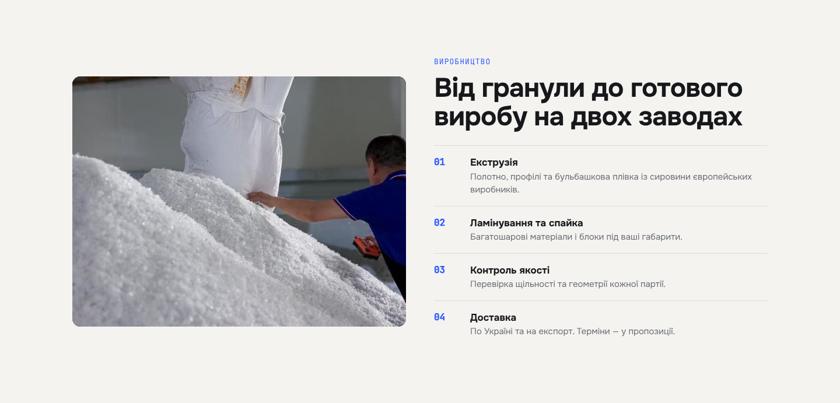 ВИРОБНИЦТВО
Від гранули до готового
виробу на двох заводах
01
Екструзія
Полотно, профілі та бульбашкова плівка із сировини європейських
виробників.
02
Ламінування та спайка
Багатошарові матеріали і блоки під ваші габарити.
03
Контроль якості
Перевірка щільності та геометрії кожної партії.
04
Доставка
По Україні та на експорт. Терміни — у пропозиції.